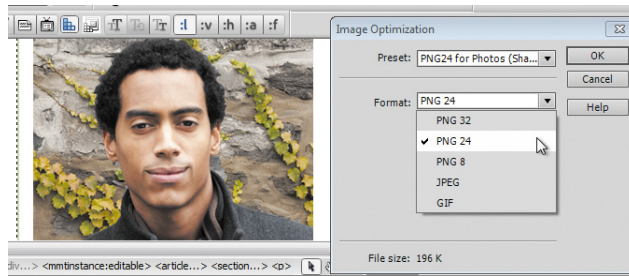 :l :v :h :a :f
Image Optimization
Preset: PNG24 for Photos (Sha...
OK
Cancel
Format: PNG 24
Help
PNG 32
PNG 24
PNG 8
JPEG
GIF
File size: 196 K
<mmtinstance:editable> <article...> <section...> <p>